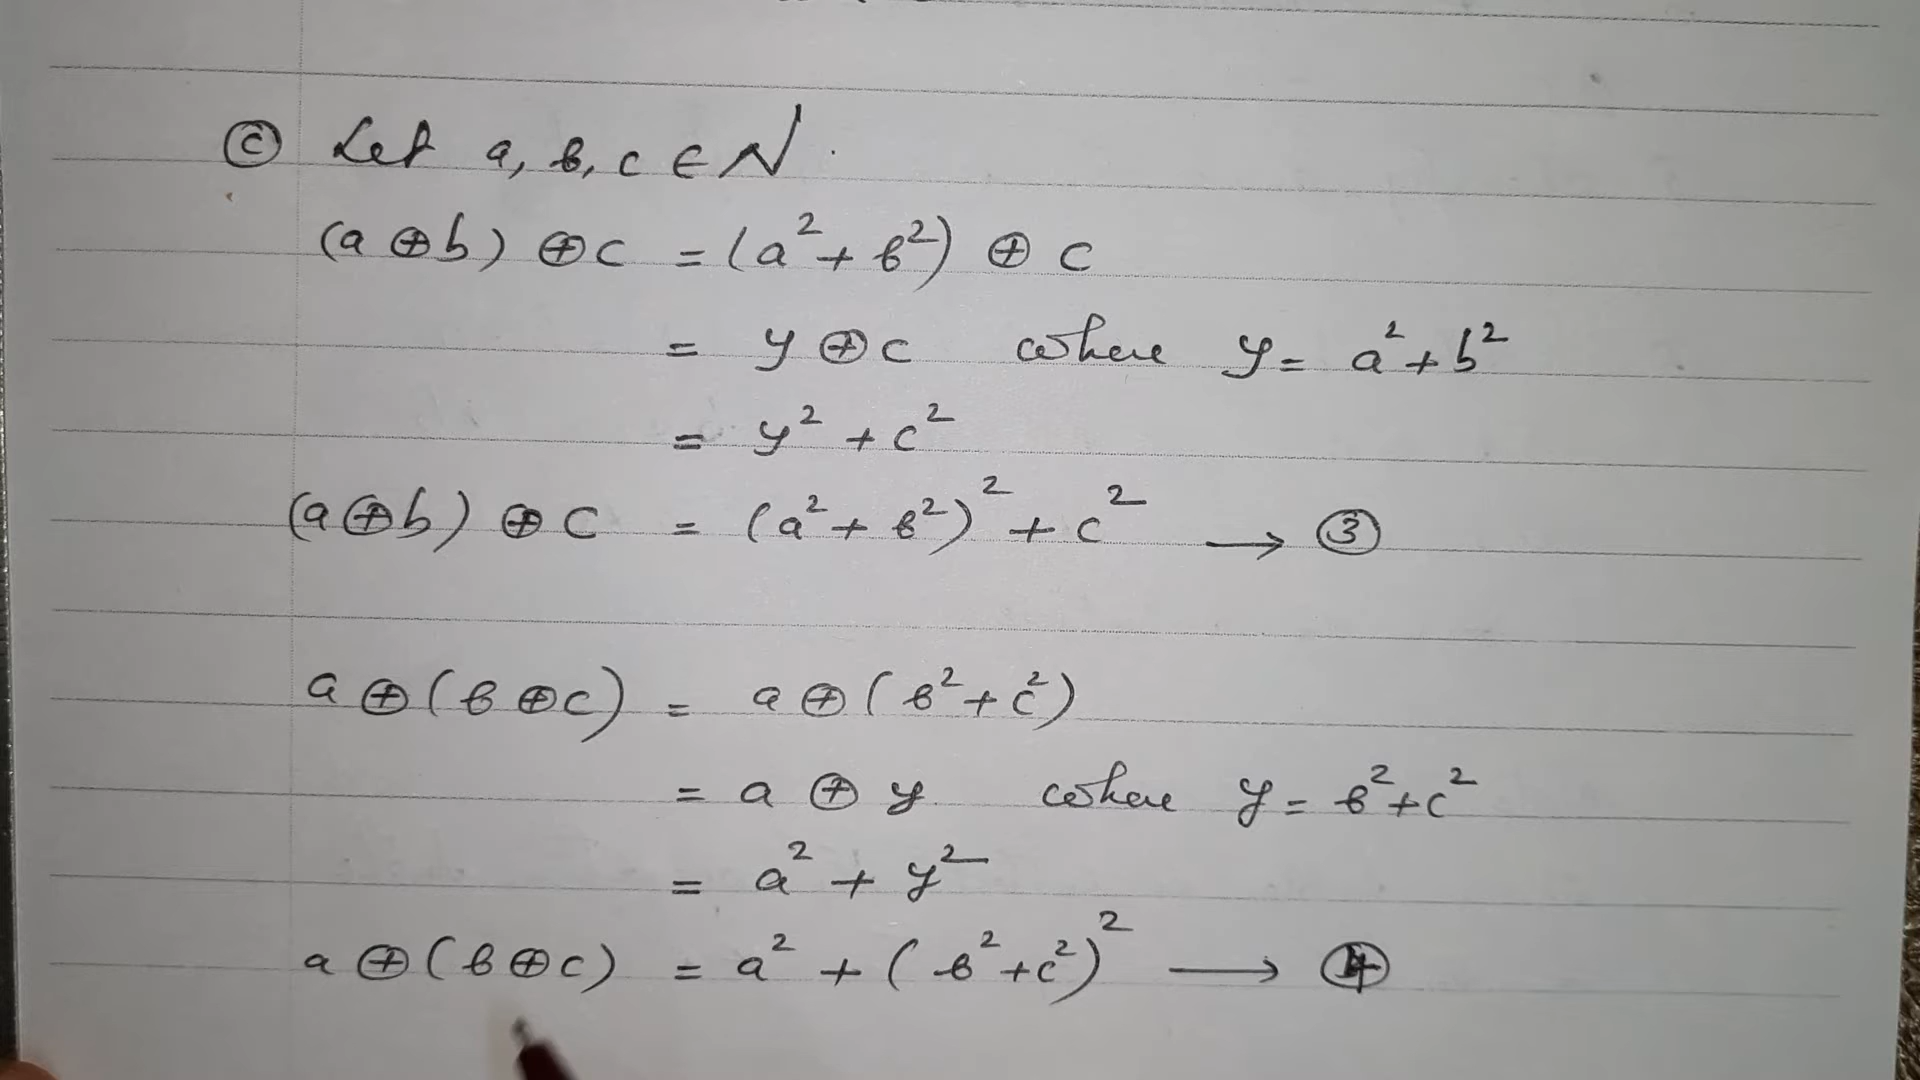 ⓒ Let a, b, c ∈ N.
(a ⊕ b) ⊕ c = (a² + b²) ⊕ c
= y ⊕ c where y = a² + b²
= y² + c²
(a ⊕ b) ⊕ c = (a² + b²)² + c² → ③
a ⊕ (b ⊕ c) = a ⊕ (b² + c²)
= a ⊕ y where y = b² + c²
= a² + y²
a ⊕ (b ⊕ c) = a² + (b² + c²)² → ④